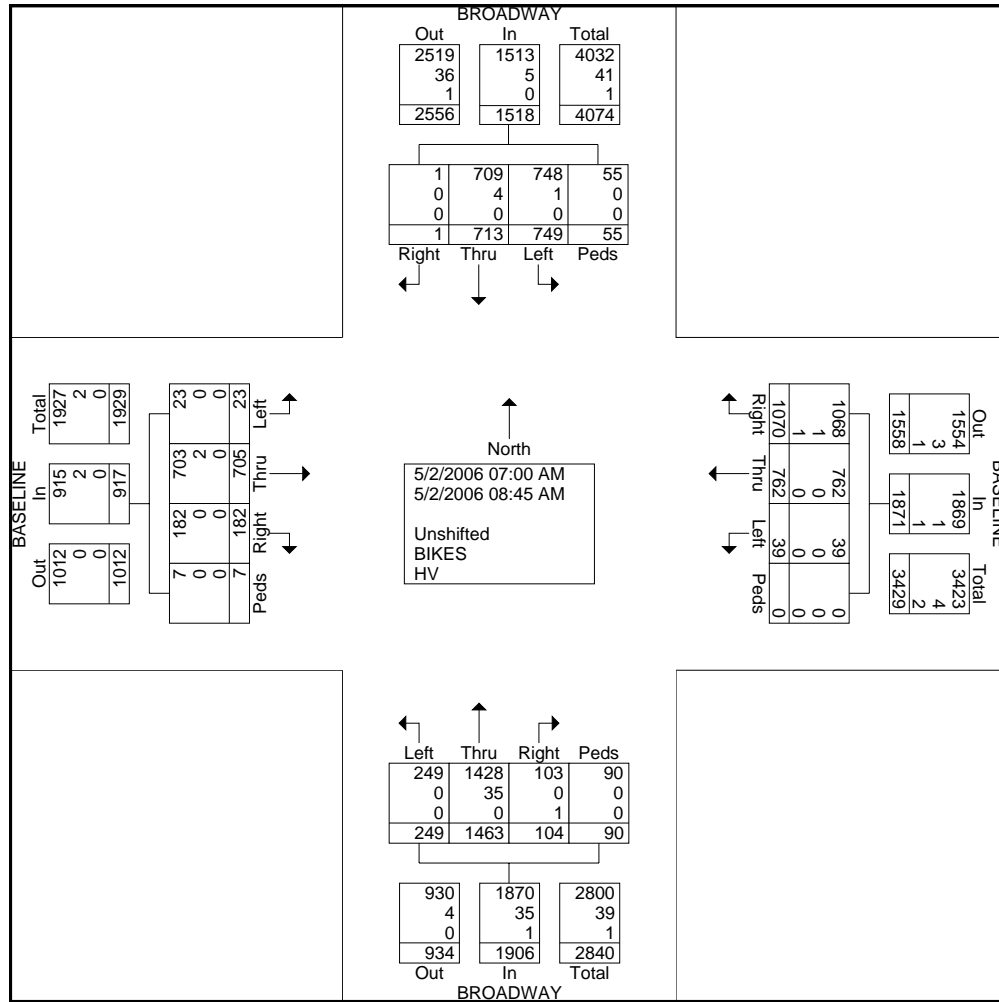 BROADWAY
Out In Total
2519 1513 4032
36 5 41
1 0 1
2556 1518 4074
1 709 748 55
0 4 1 0
0 0 0 0
1 713 749 55
Right Thru Left Peds
BASELINE
Total In Out
1927 915 1012
2 2 0
0 0 0
1929 917 1012
23 703 182 7
0 2 0 0
0 0 0 0
23 705 182 7
Left Thru Right Peds
North
5/2/2006 07:00 AM
5/2/2006 08:45 AM
Unshifted
BIKES
HV
Right Thru Left Peds
1068 762 39 0
1 0 0 0
1 0 0 0
1070 762 39 0
Out In Total
1554 1869 3423
3 1 4
1 1 2
1558 1871 3429
BASELINE
Left Thru Right Peds
249 1428 103 90
0 35 0 0
0 0 1 0
249 1463 104 90
930 1870 2800
4 35 39
0 1 1
934 1906 2840
Out In Total
BROADWAY